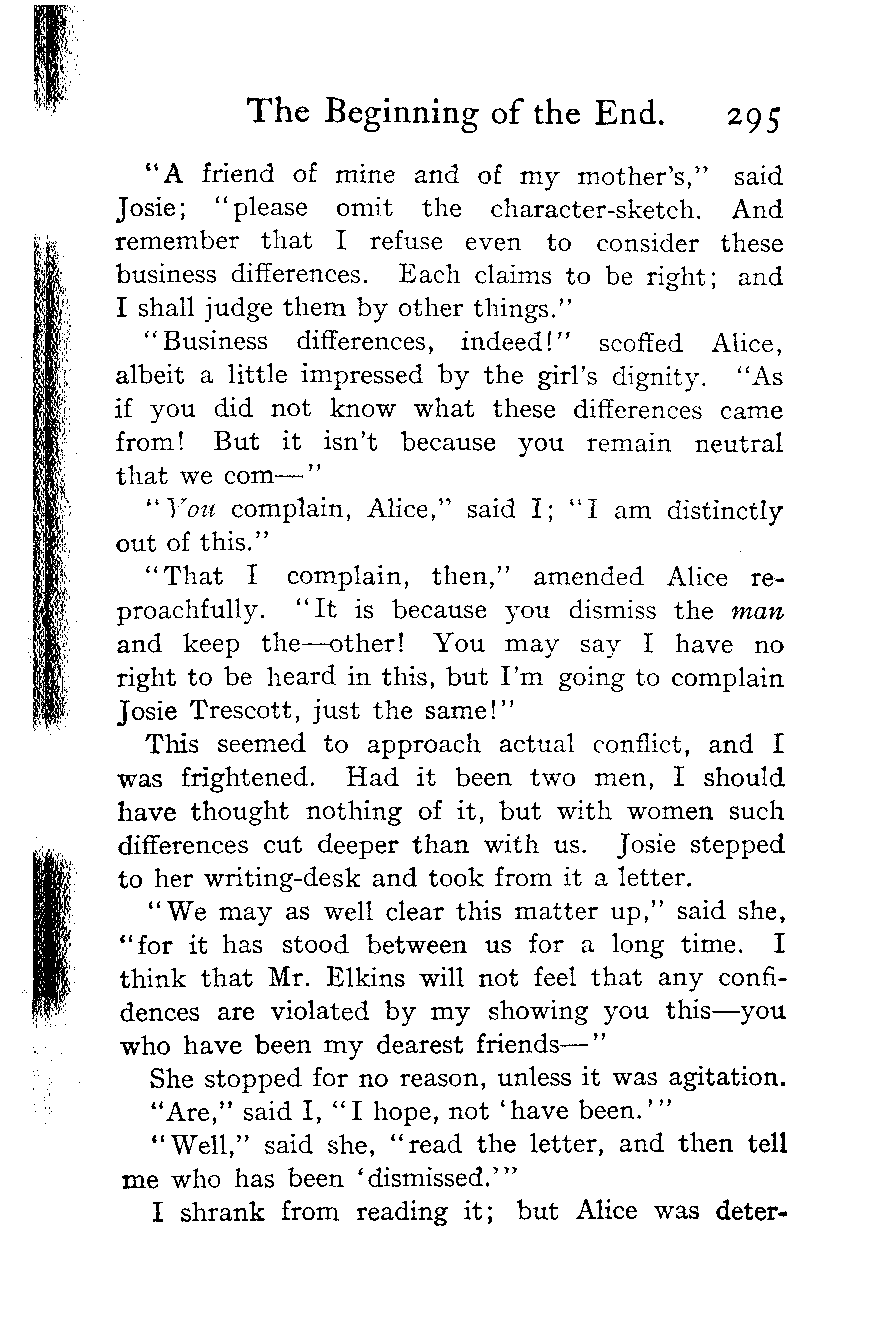 The Beginning of the End. 295
"A friend of mine and of my mother's," said
Josie; "please omit the character-sketch. And
remember that I refuse even to consider these
business differences. Each claims to be right; and
I shall judge them by other things."
"Business differences, indeed!" scoffed Alice,
albeit a little impressed by the girl's dignity. "As
if you did not know what these differences came
from! But it isn't because you remain neutral
that we com—"
"You complain, Alice," said I; "I am distinctly
out of this."
"That I complain, then," amended Alice re-
proachfully. "It is because you dismiss the man
and keep the—other! You may say I have no
right to be heard in this, but I'm going to complain
Josie Trescott, just the same!"
This seemed to approach actual conflict, and I
was frightened. Had it been two men, I should
have thought nothing of it, but with women such
differences cut deeper than with us. Josie stepped
to her writing-desk and took from it a letter.
"We may as well clear this matter up," said she,
"for it has stood between us for a long time. I
think that Mr. Elkins will not feel that any confi-
dences are violated by my showing you this—you
who have been my dearest friends—"
She stopped for no reason, unless it was agitation.
"Are," said I, "I hope, not 'have been.'"
"Well," said she, "read the letter, and then tell
me who has been 'dismissed.'"
I shrank from reading it; but Alice was deter-